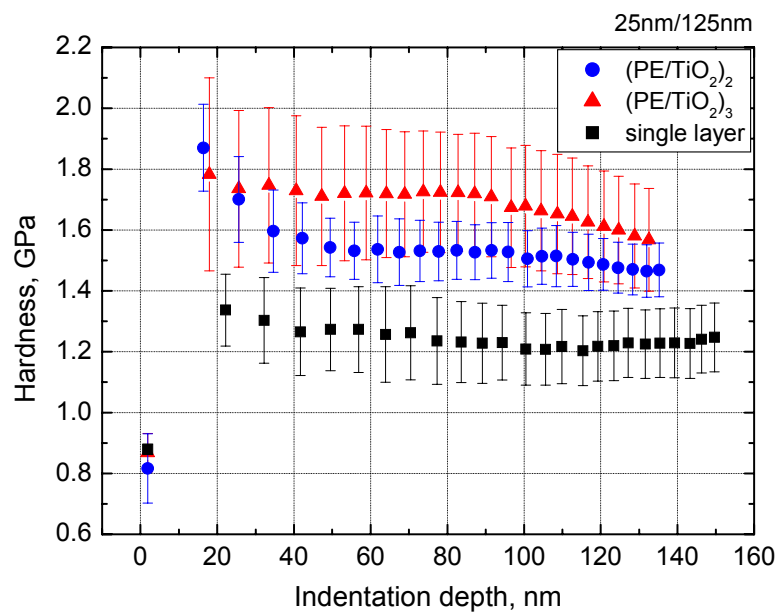 25nm/125nm
2.2
2.0
1.8
1.6
1.4
1.2
1.0
0.8
0.6
Hardness, GPa
(PE/TiO₂)₂
(PE/TiO₂)₃
single layer
0 20 40 60 80 100 120 140 160
Indentation depth, nm